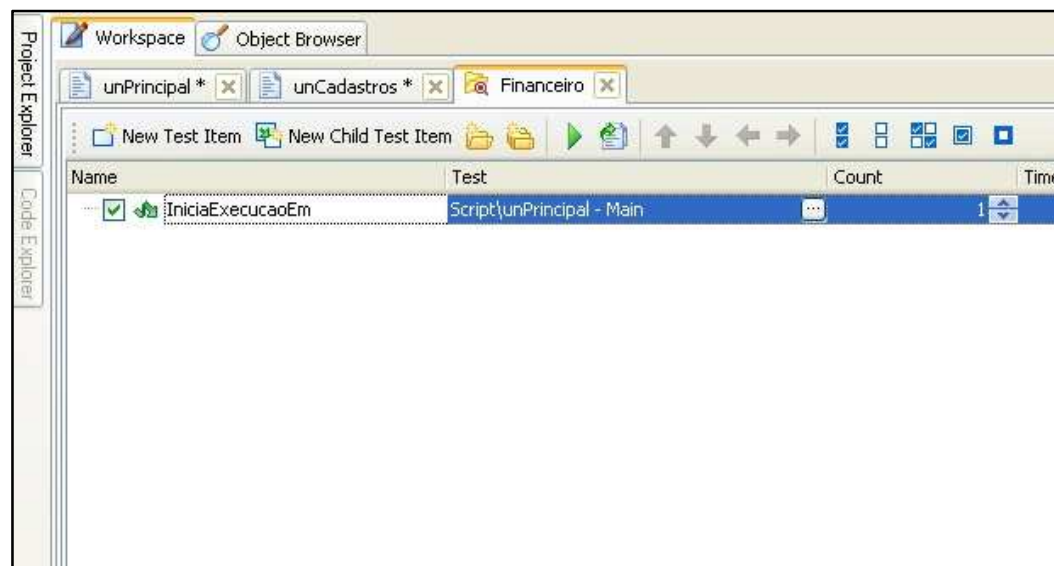 Project Explorer
Code Explorer
Workspace Object Browser
unPrincipal * unCadastros * Financeiro
New Test Item New Child Test Item
Name Test Count Time
IniciaExecucaoEm Script\unPrincipal - Main ... 1